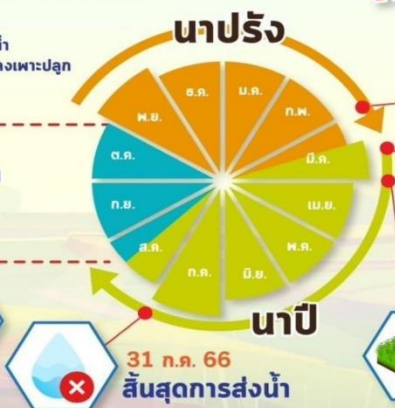 นาปรัง
างเพาะปลูก
ธ.ค.
ม.ค.
พ.ย.
ก.พ.
ต.ค.
มี.ค.
ก.ย.
เม.ย.
ส.ค.
พ.ค.
ก.ค.
มิ.ย.
นาปี
31 ก.ค. 66
สิ้นสุดการส่งน้ำ